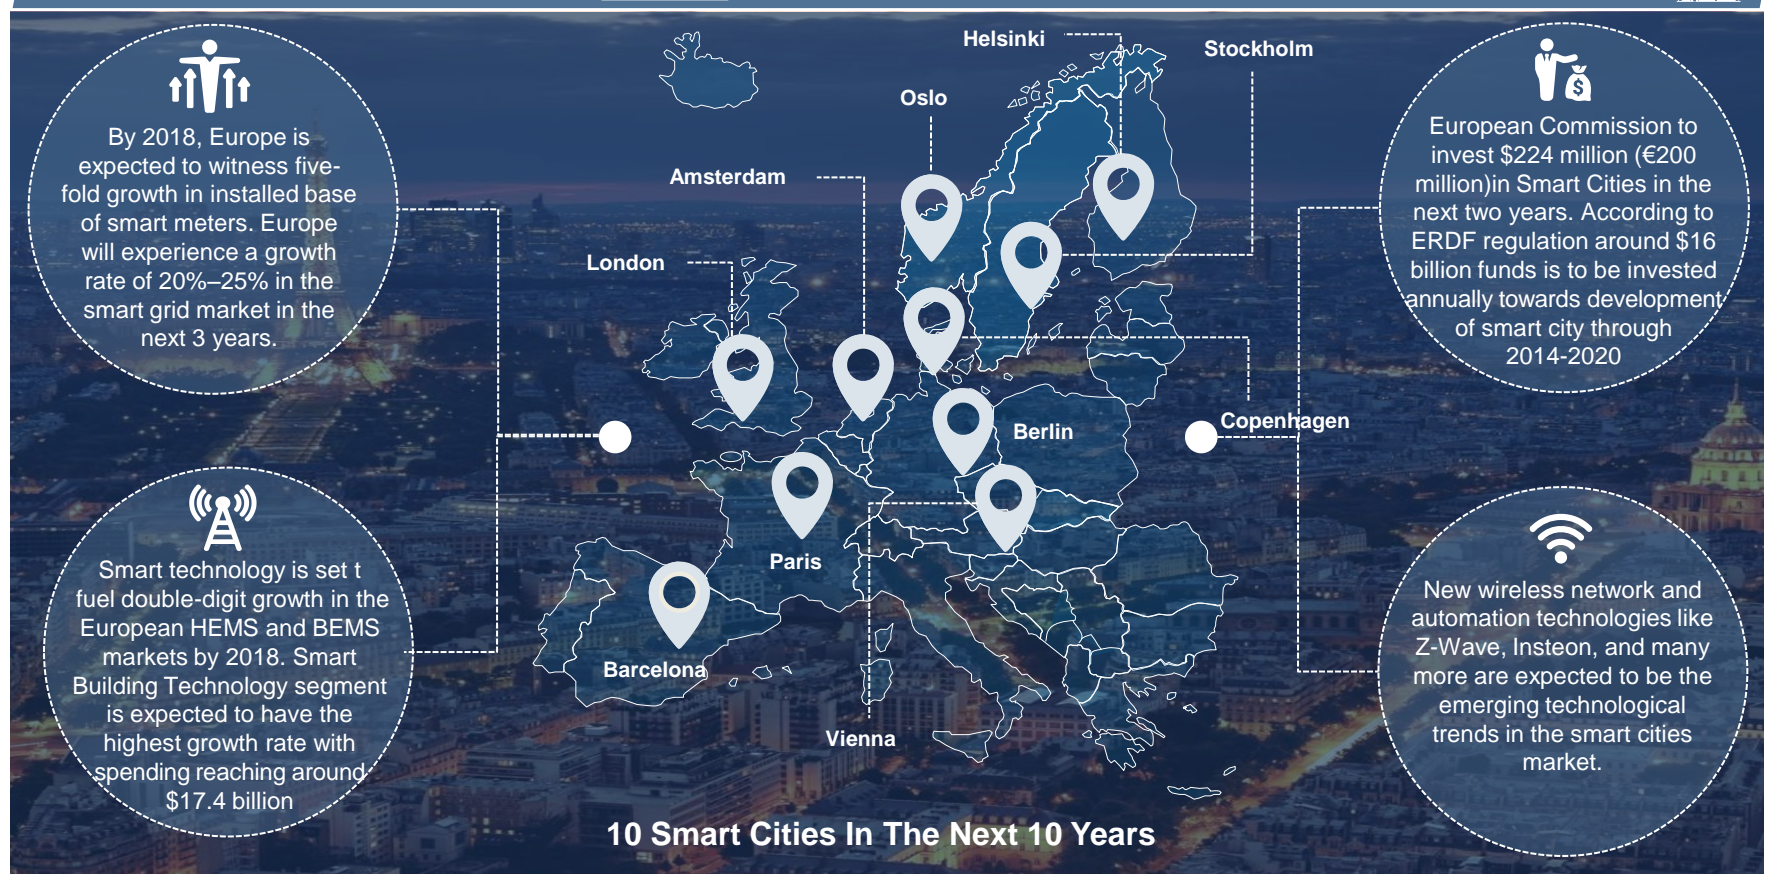 By 2018, Europe is
expected to witness five-
fold growth in installed base
of smart meters. Europe
will experience a growth
rate of 20%–25% in the
smart grid market in the
next 3 years.
Smart technology is set t
fuel double-digit growth in the
European HEMS and BEMS
markets by 2018. Smart
Building Technology segment
is expected to have the
highest growth rate with
spending reaching around
$17.4 billion
Helsinki
Stockholm
Oslo
Amsterdam
London
Copenhagen
Berlin
Paris
Barcelona
Vienna
$
European Commission to
invest $224 million (€200
million)in Smart Cities in the
next two years. According to
ERDF regulation around $16
billion funds is to be invested
annually towards development
of smart city through
2014-2020
New wireless network and
automation technologies like
Z-Wave, Insteon, and many
more are expected to be the
emerging technological
trends in the smart cities
market.
10 Smart Cities In The Next 10 Years